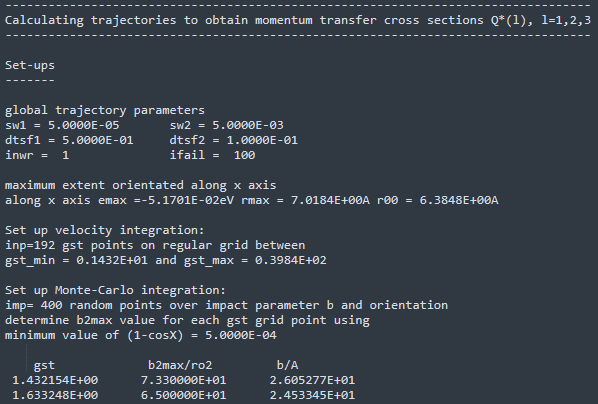 --------------------------------------------------------------------------------
Calculating trajectories to obtain momentum transfer cross sections Q*(l), l=1,2,3
--------------------------------------------------------------------------------
Set-ups
-------
global trajectory parameters
sw1 = 5.0000E-05       sw2 = 5.0000E-03
dtsf1 = 5.0000E-01     dtsf2 = 1.0000E-01
inwr =  1              ifail =  100
maximum extent orientated along x axis
along x axis emax =-5.1701E-02eV rmax = 7.0184E+00A r00 = 6.3848E+00A
Set up velocity integration:
inp=192 gst points on regular grid between
gst_min = 0.1432E+01 and gst_max = 0.3984E+02
Set up Monte-Carlo integration:
imp= 400 random points over impact parameter b and orientation
determine b2max value for each gst grid point using
minimum value of (1-cosX) = 5.0000E-04
gst            b2max/ro2         b/A
1.432154E+00       7.330000E+01      2.605277E+01
1.633248E+00       6.500000E+01      2.453345E+01